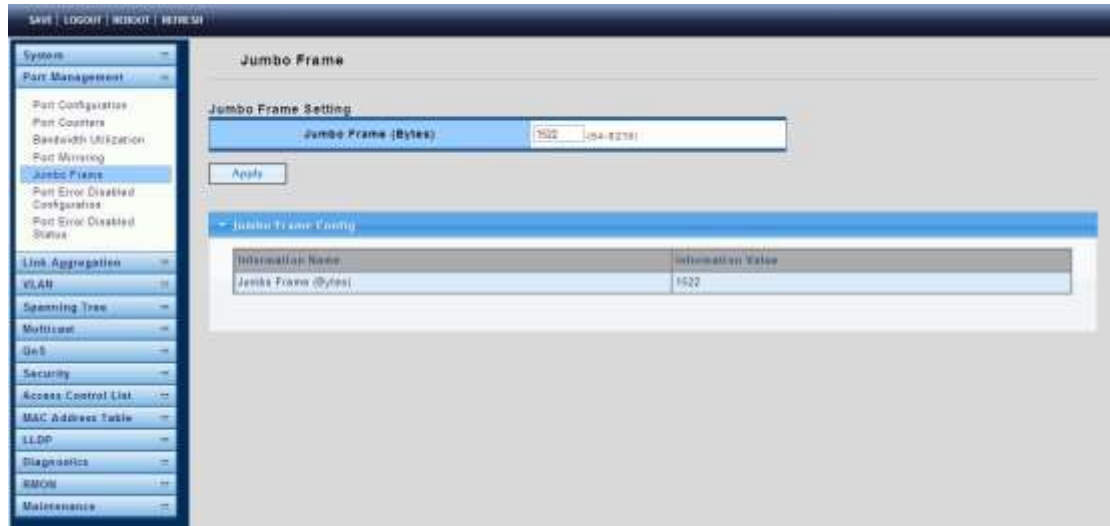 SAVE | LOGOUT | REBOOT | REFRESH
System
Port Management
Port Configuration
Port Counters
Bandwidth Utilization
Port Mirroring
Jumbo Frame
Port Error Disabled
Configuration
Port Error Disabled
Status
Link Aggregation
VLAN
Spanning Tree
Multicast
QoS
Security
Access Control List
MAC Address Table
LLDP
Diagnostics
RMON
Maintenance
Jumbo Frame
Jumbo Frame Setting
Jumbo Frame (Bytes) 1522
Apply
Jumbo Frame Config
Information Name Information Value
Jumbo Frame (Bytes) 1522